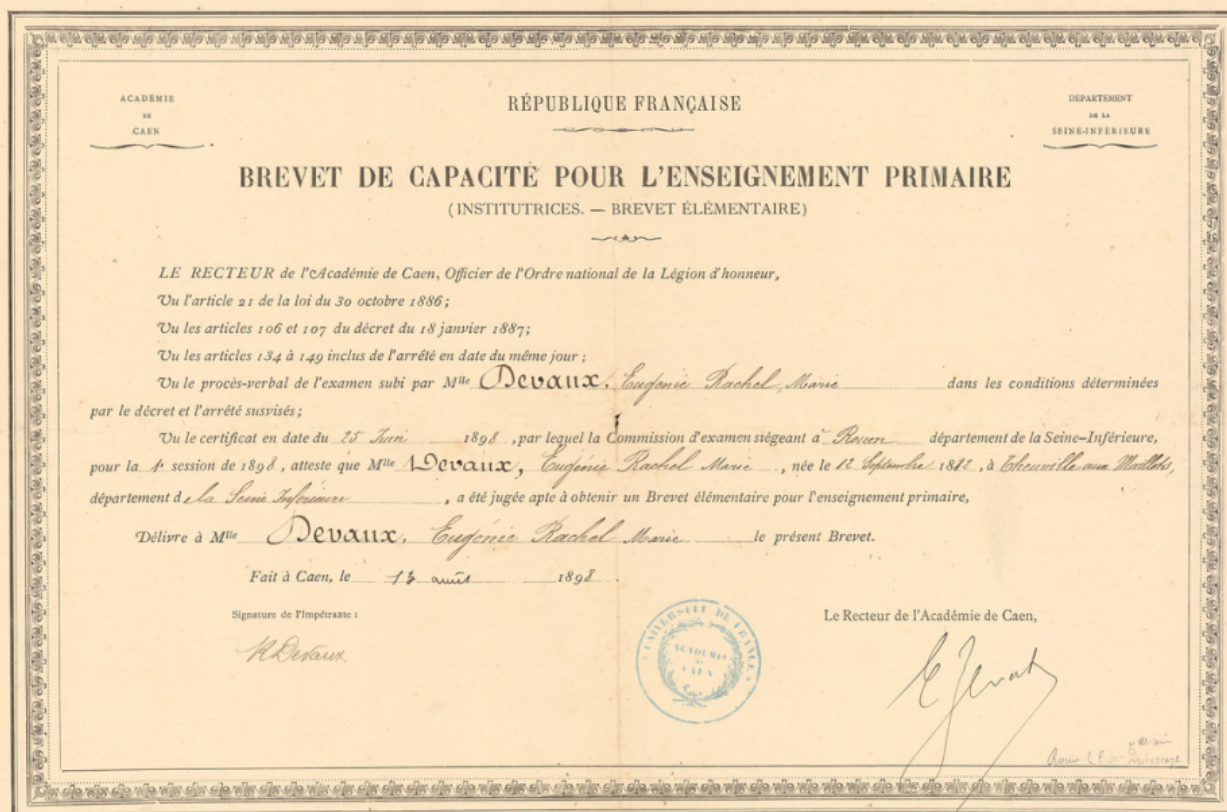 ACADÉMIE
DE
CAEN
RÉPUBLIQUE FRANÇAISE
DÉPARTEMENT
DE LA
SEINE-INFÉRIEURE
BREVET DE CAPACITÉ POUR L'ENSEIGNEMENT PRIMAIRE
(INSTITUTRICES. — BREVET ÉLÉMENTAIRE)
LE RECTEUR de l'Académie de Caen, Officier de l'Ordre national de la Légion d'honneur,
Vu l'article 21 de la loi du 30 octobre 1886;
Vu les articles 106 et 107 du décret du 18 janvier 1887;
Vu les articles 134 à 149 inclus de l'arrêté en date du même jour;
Vu le procès-verbal de l'examen subi par Mlle Devaux, Eugénie Rachel Marie dans les conditions déterminées
par le décret et l'arrêté susvisés;
Vu le certificat en date du 25 Juin 1898, par lequel la Commission d'examen siégeant à Rouen département de la Seine-Inférieure,
pour la 1e session de 1898, atteste que Mlle Devaux, Eugénie Rachel Marie, née le 12 Septembre 1882, à Theuville aux Maillots,
département de la Seine Inférieure, a été jugée apte à obtenir un Brevet élémentaire pour l'enseignement primaire,
Délivre à Mlle Devaux, Eugénie Rachel Marie le présent Brevet.
Fait à Caen, le 13 août 1898.
Signature de l'Impétrante :
R Devaux
Le Recteur de l'Académie de Caen,
UNIVERSITÉ DE FRANCE
ACADÉMIE
DE
CAEN
E Zevort
Rouen